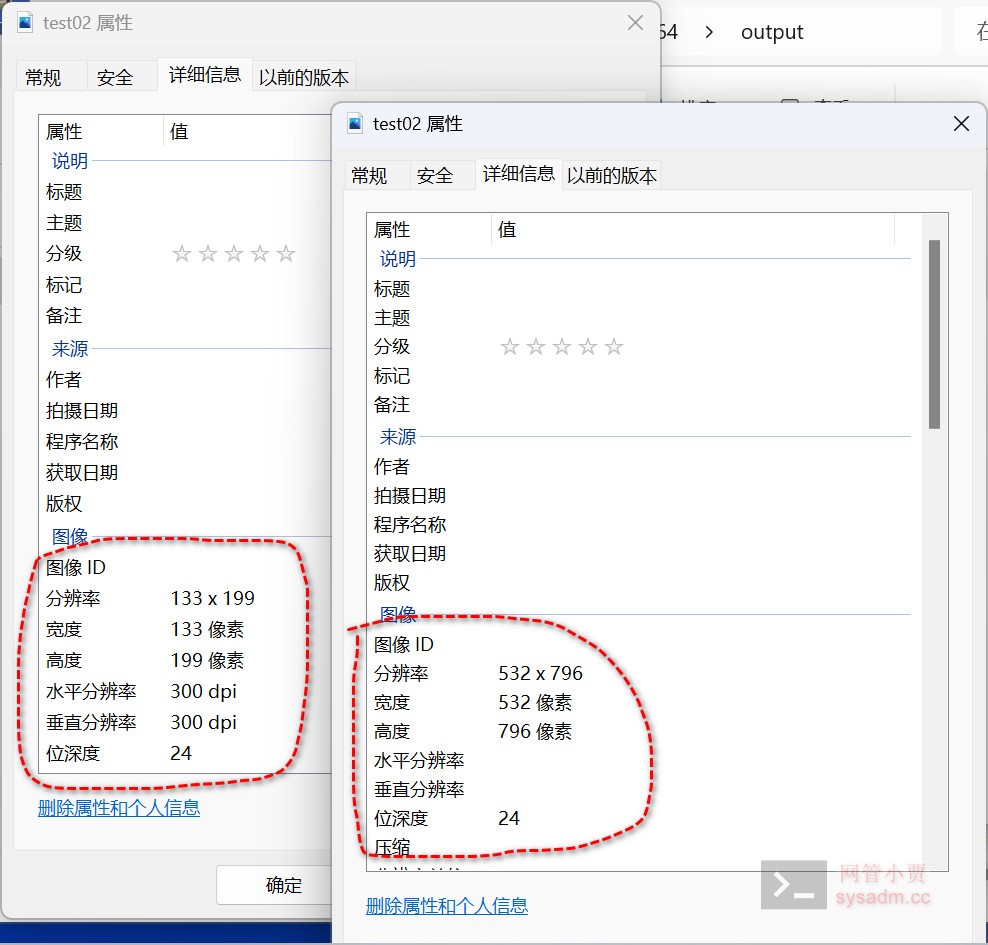 test02 属性
常规
安全
详细信息
以前的版本
属性
值
说明
标题
主题
分级
标记
备注
来源
作者
拍摄日期
程序名称
获取日期
版权
图像
图像 ID
分辨率 133 x 199
宽度 133 像素
高度 199 像素
水平分辨率 300 dpi
垂直分辨率 300 dpi
位深度 24
删除属性和个人信息
确定
64 > output
在
test02 属性
常规
安全
详细信息
以前的版本
属性
值
说明
标题
主题
分级
标记
备注
来源
作者
拍摄日期
程序名称
获取日期
版权
图像
图像 ID
分辨率 532 x 796
宽度 532 像素
高度 796 像素
水平分辨率
垂直分辨率
位深度 24
压缩
删除属性和个人信息
网管小贾
sysadm.cc